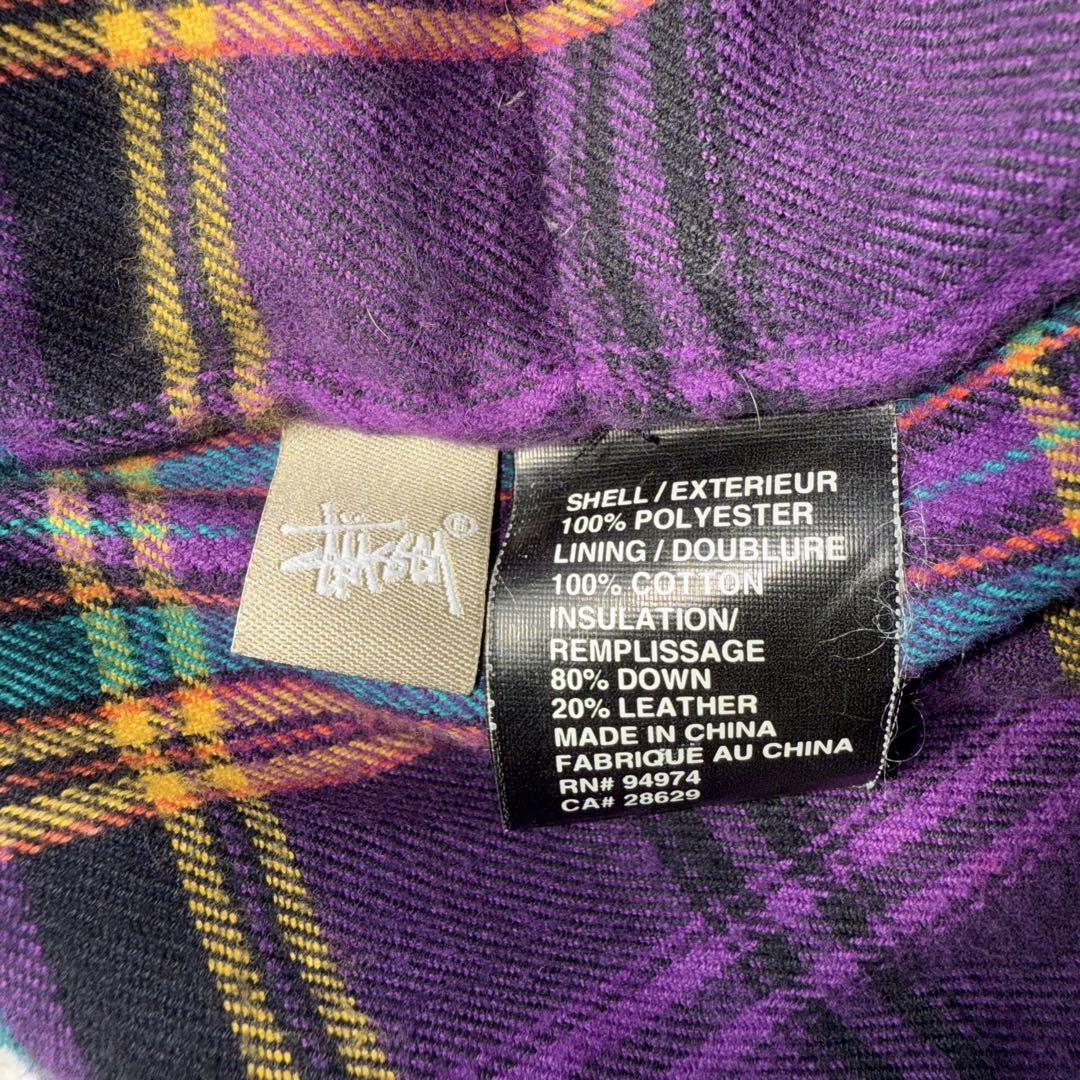 Stüssy ®
SHELL / EXTERIEUR
100% POLYESTER
LINING / DOUBLURE
100% COTTON
INSULATION/
REMPLISSAGE
80% DOWN
20% LEATHER
MADE IN CHINA
FABRIQUE AU CHINA
RN# 94974
CA# 28629